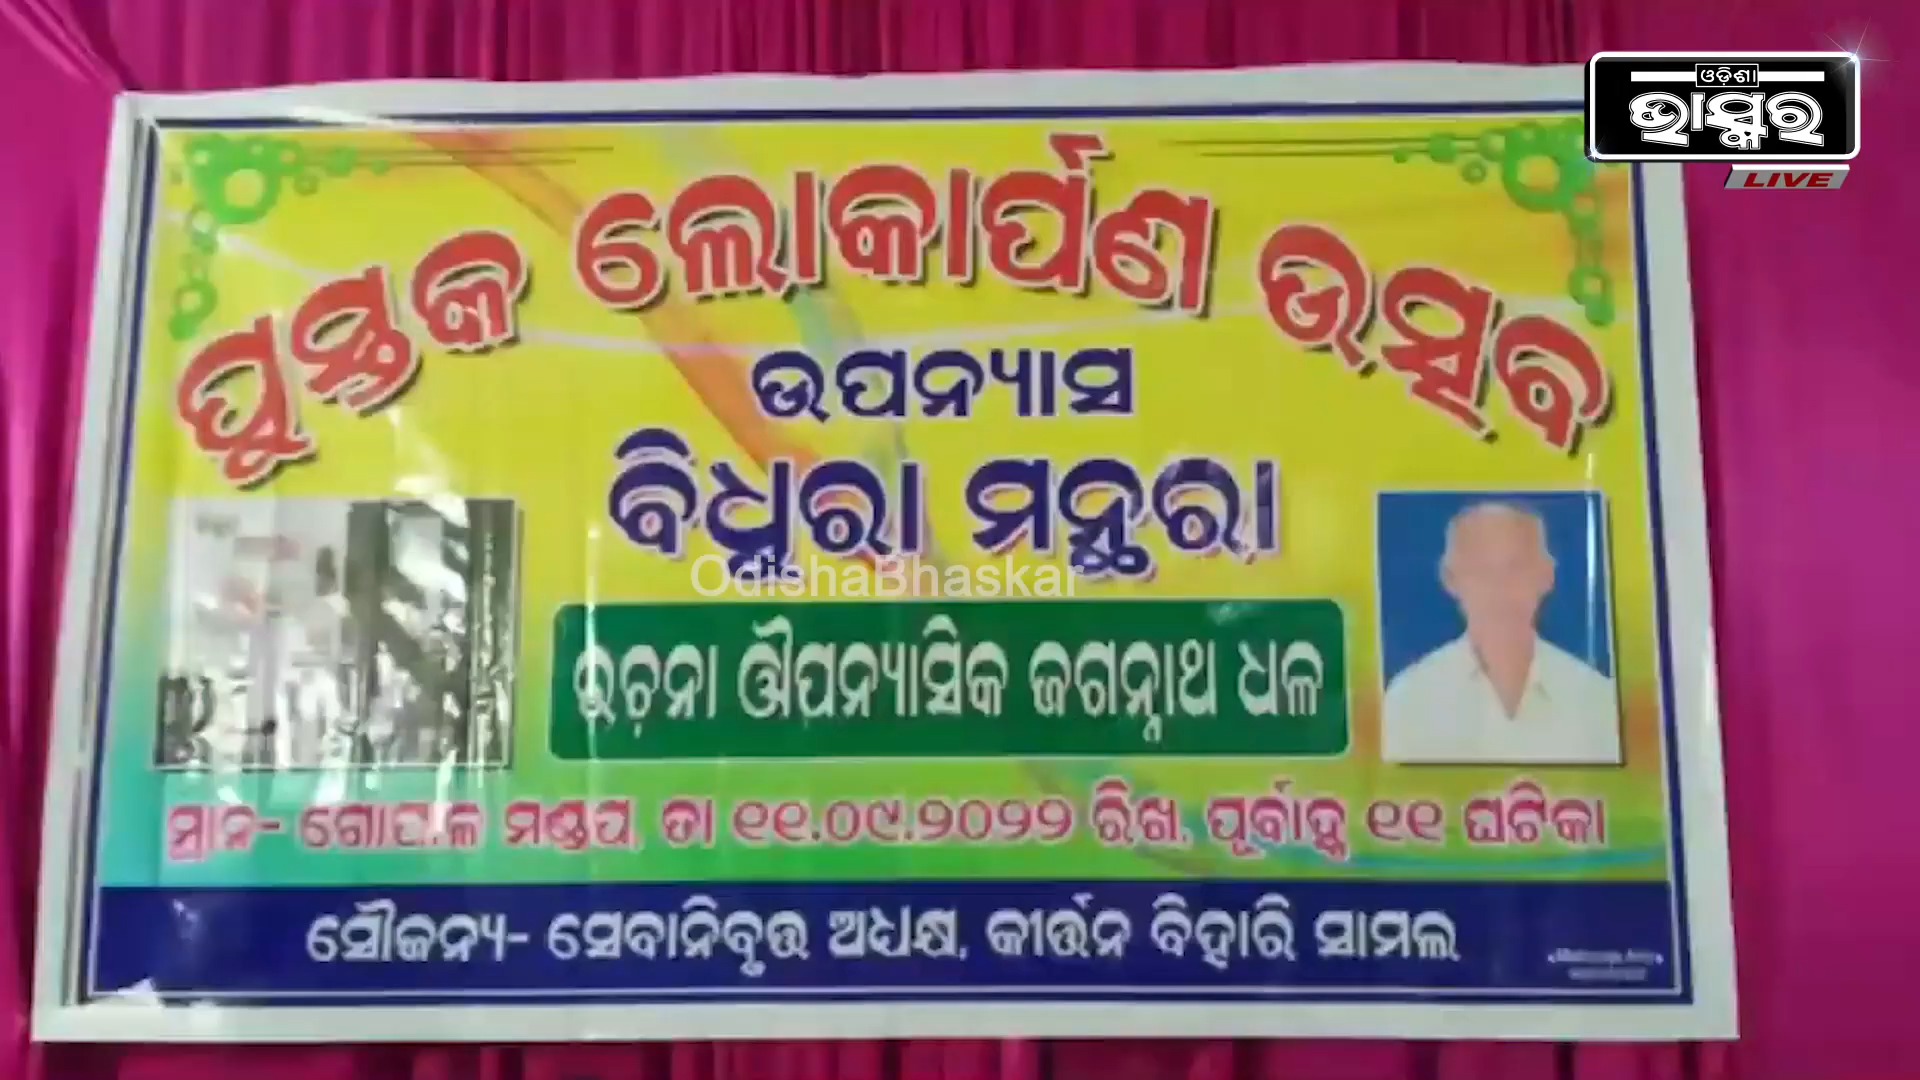 ଓଡ଼ିଶା
ଭାସ୍କର
LIVE
ପୁସ୍ତକ ଲୋକାର୍ପଣ ଉତ୍ସବ
ଉପନ୍ୟାସ
ବିଧୁରା ମନ୍ଥରା
OdishaBhaskar
ରଚନା ଔପନ୍ୟାସିକ ଜଗନ୍ନାଥ ଧଳ
ସ୍ଥାନ- ଗୋପାଳ ମଣ୍ଡପ, ତା ୧୧.୦୯.୨୦୨୨ ରିଖ, ପୂର୍ବାହ୍ଣ ୧୧ ଘଟିକା
ସୌଜନ୍ୟ- ସେବାନିବୃତ୍ତ ଅଧ୍ୟକ୍ଷ, କୀର୍ତ୍ତନ ବିହାରି ସାମଲ